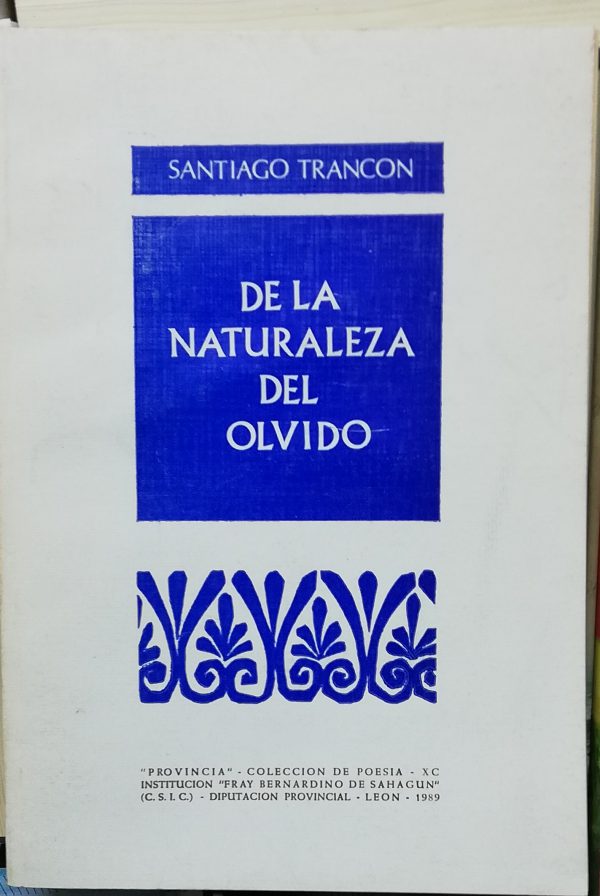 SANTIAGO TRANCON
DE LA
NATURALEZA
DEL
OLVIDO
"PROVINCIA" - COLECCION DE POESIA - XC
INSTITUCION "FRAY BERNARDINO DE SAHAGUN"
(C. S. I. C.) - DIPUTACION PROVINCIAL - LEON - 1989